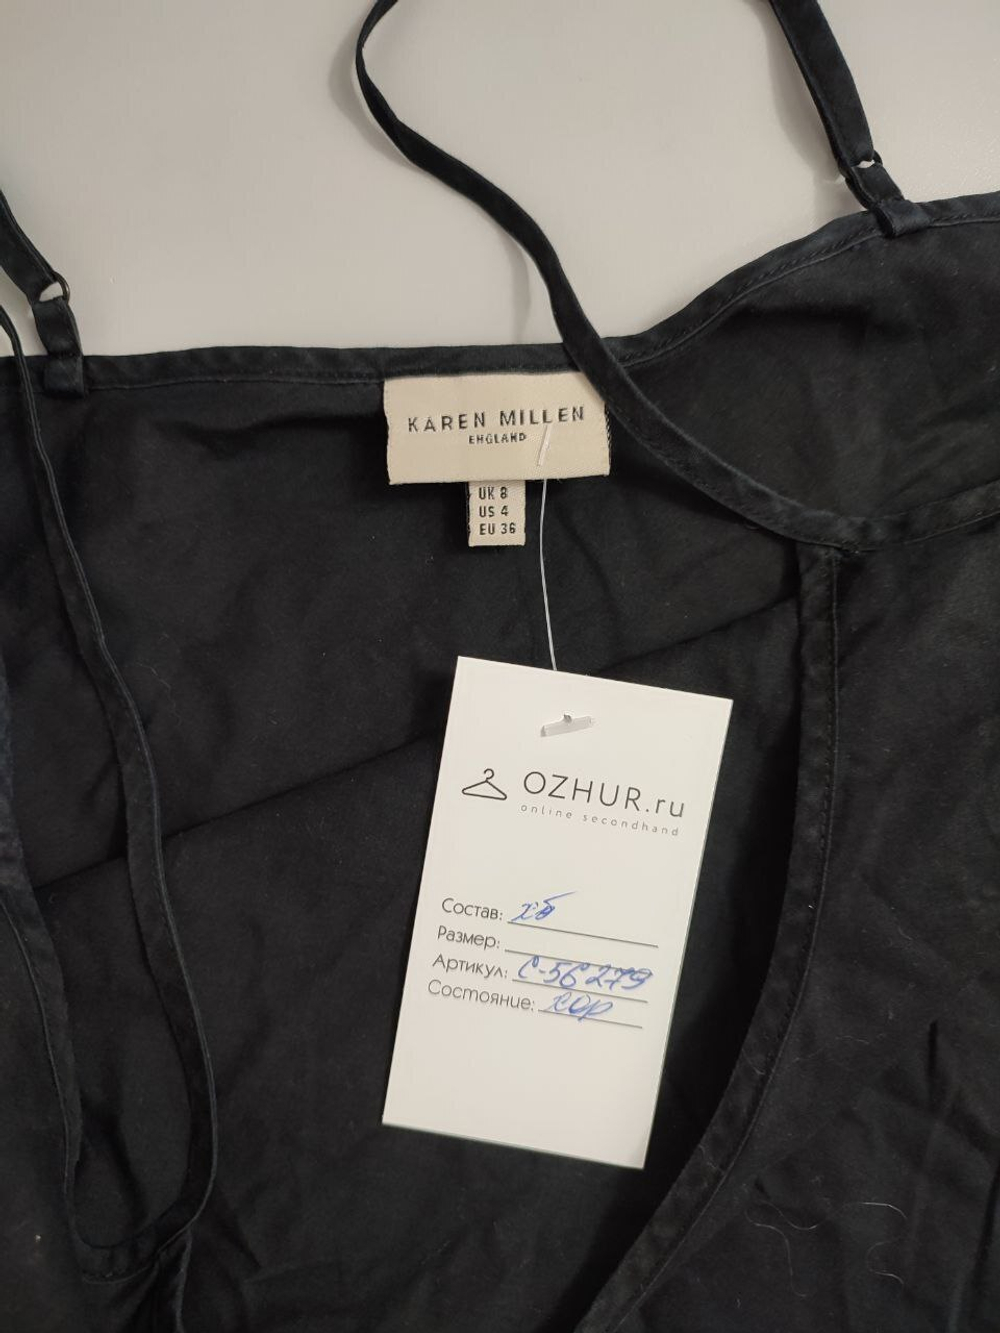 KAREN MILLEN
ENGLAND
UK 8
US 4
EU 36
OZHUR.ru
online secondhand
Состав: хб
Размер:
Артикул: С-56279
Состояние: хор